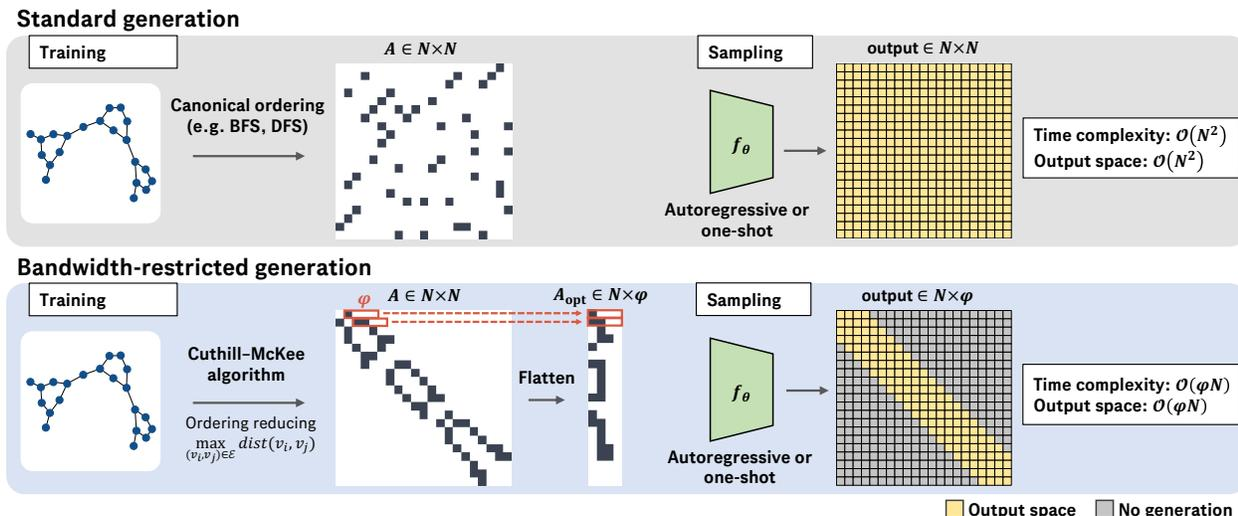 Standard generation
Training
Canonical ordering
(e.g. BFS, DFS)
A ∈ N×N
Sampling
f_θ
Autoregressive or
one-shot
output ∈ N×N
Time complexity: 𝒪(N²)
Output space: 𝒪(N²)
Bandwidth-restricted generation
Training
Cuthill–McKee
algorithm
Ordering reducing
max dist(v_i, v_j)
(v_i,v_j)∈ℰ
φ A ∈ N×N
Flatten
A_opt ∈ N×φ
Sampling
f_θ
Autoregressive or
one-shot
output ∈ N×φ
Time complexity: 𝒪(φN)
Output space: 𝒪(φN)
Output space No generation